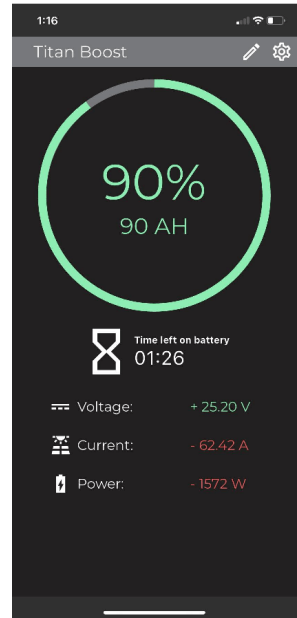 1:16
Titan Boost
90%
90 AH
Time left on battery
01:26
Voltage: + 25.20 V
Current: - 62.42 A
Power: - 1572 W